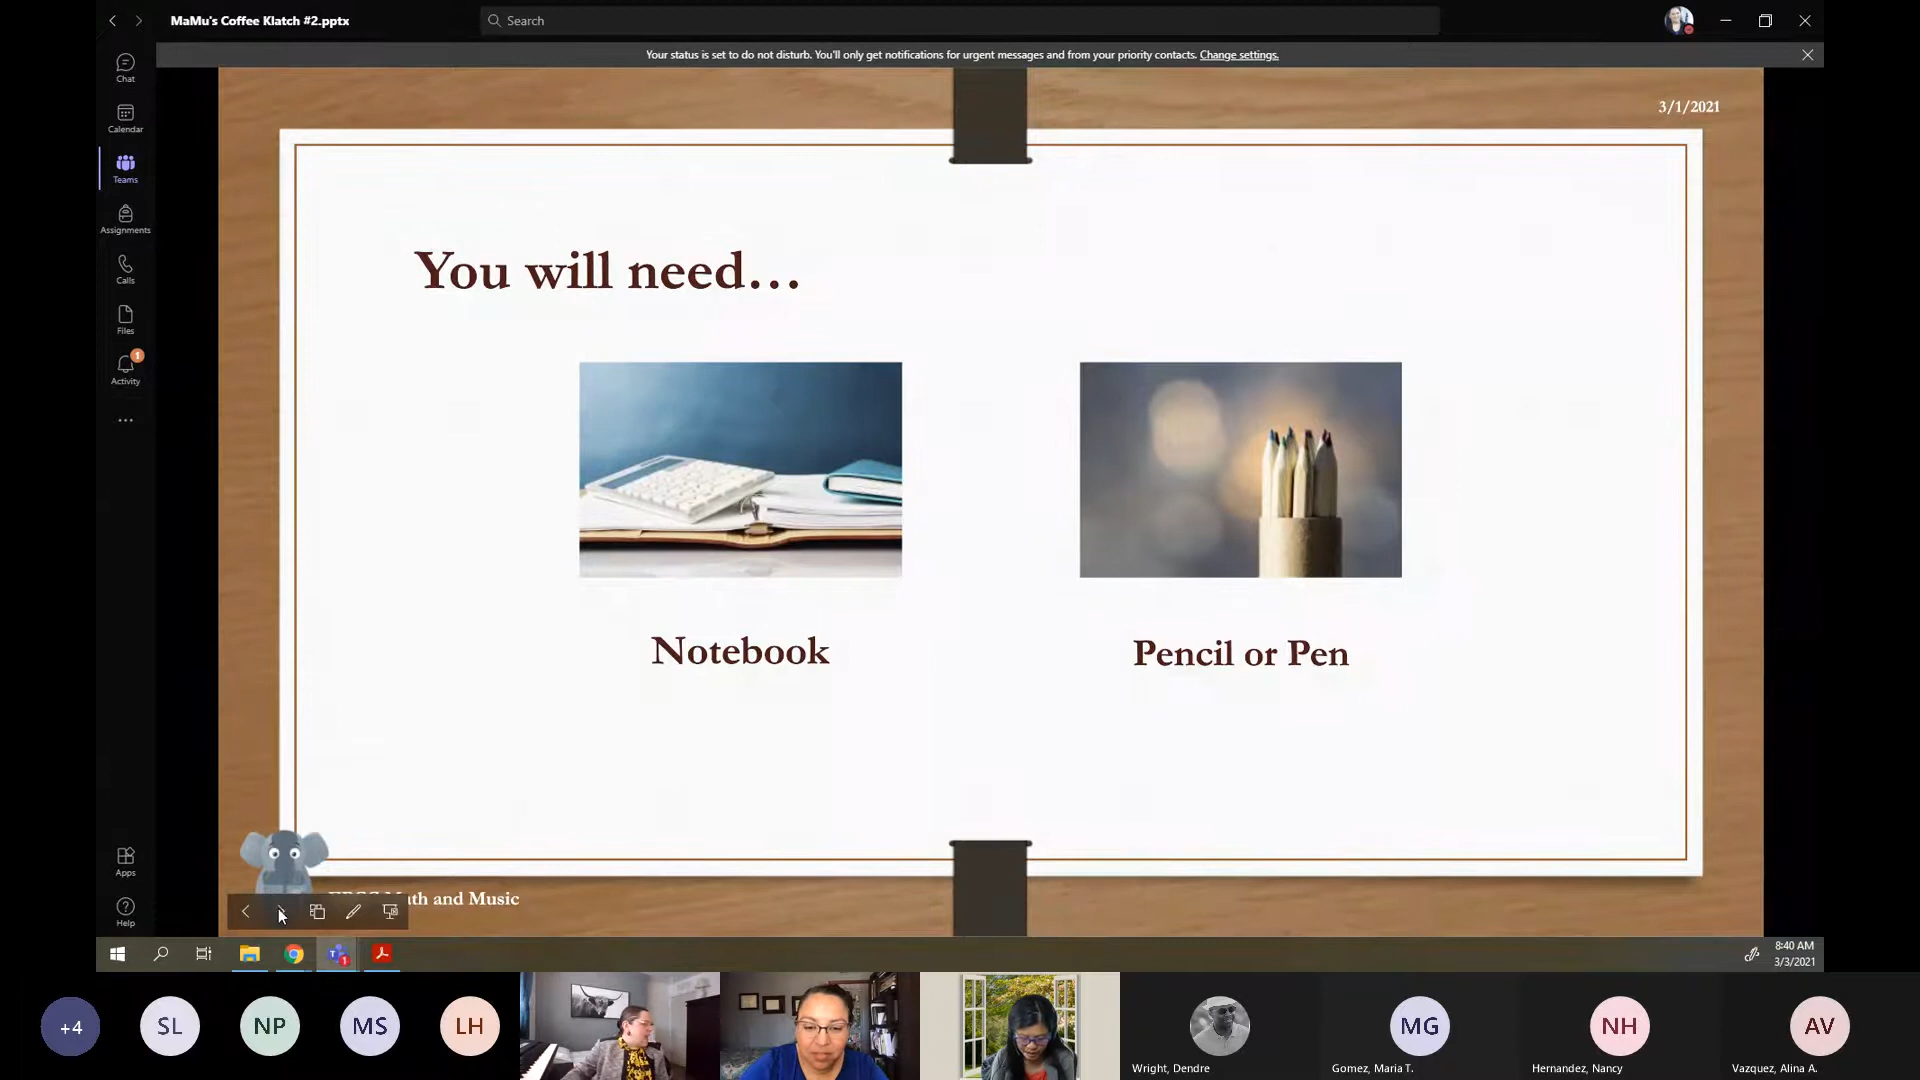 MaMu's Coffee Klatch #2.pptx
Search
Your status is set to do not disturb. You'll only get notifications for urgent messages and from your priority contacts. Change settings.
Chat
Calendar
Teams
Assignments
Calls
Files
1
Activity
Apps
Help
3/1/2021
You will need...
Notebook
Pencil or Pen
Math and Music
T
1
8:40 AM
3/3/2021
+4
SL
NP
MS
LH
MG
NH
AV
Wright, Dendre
Gomez, Maria T.
Hernandez, Nancy
Vazquez, Alina A.